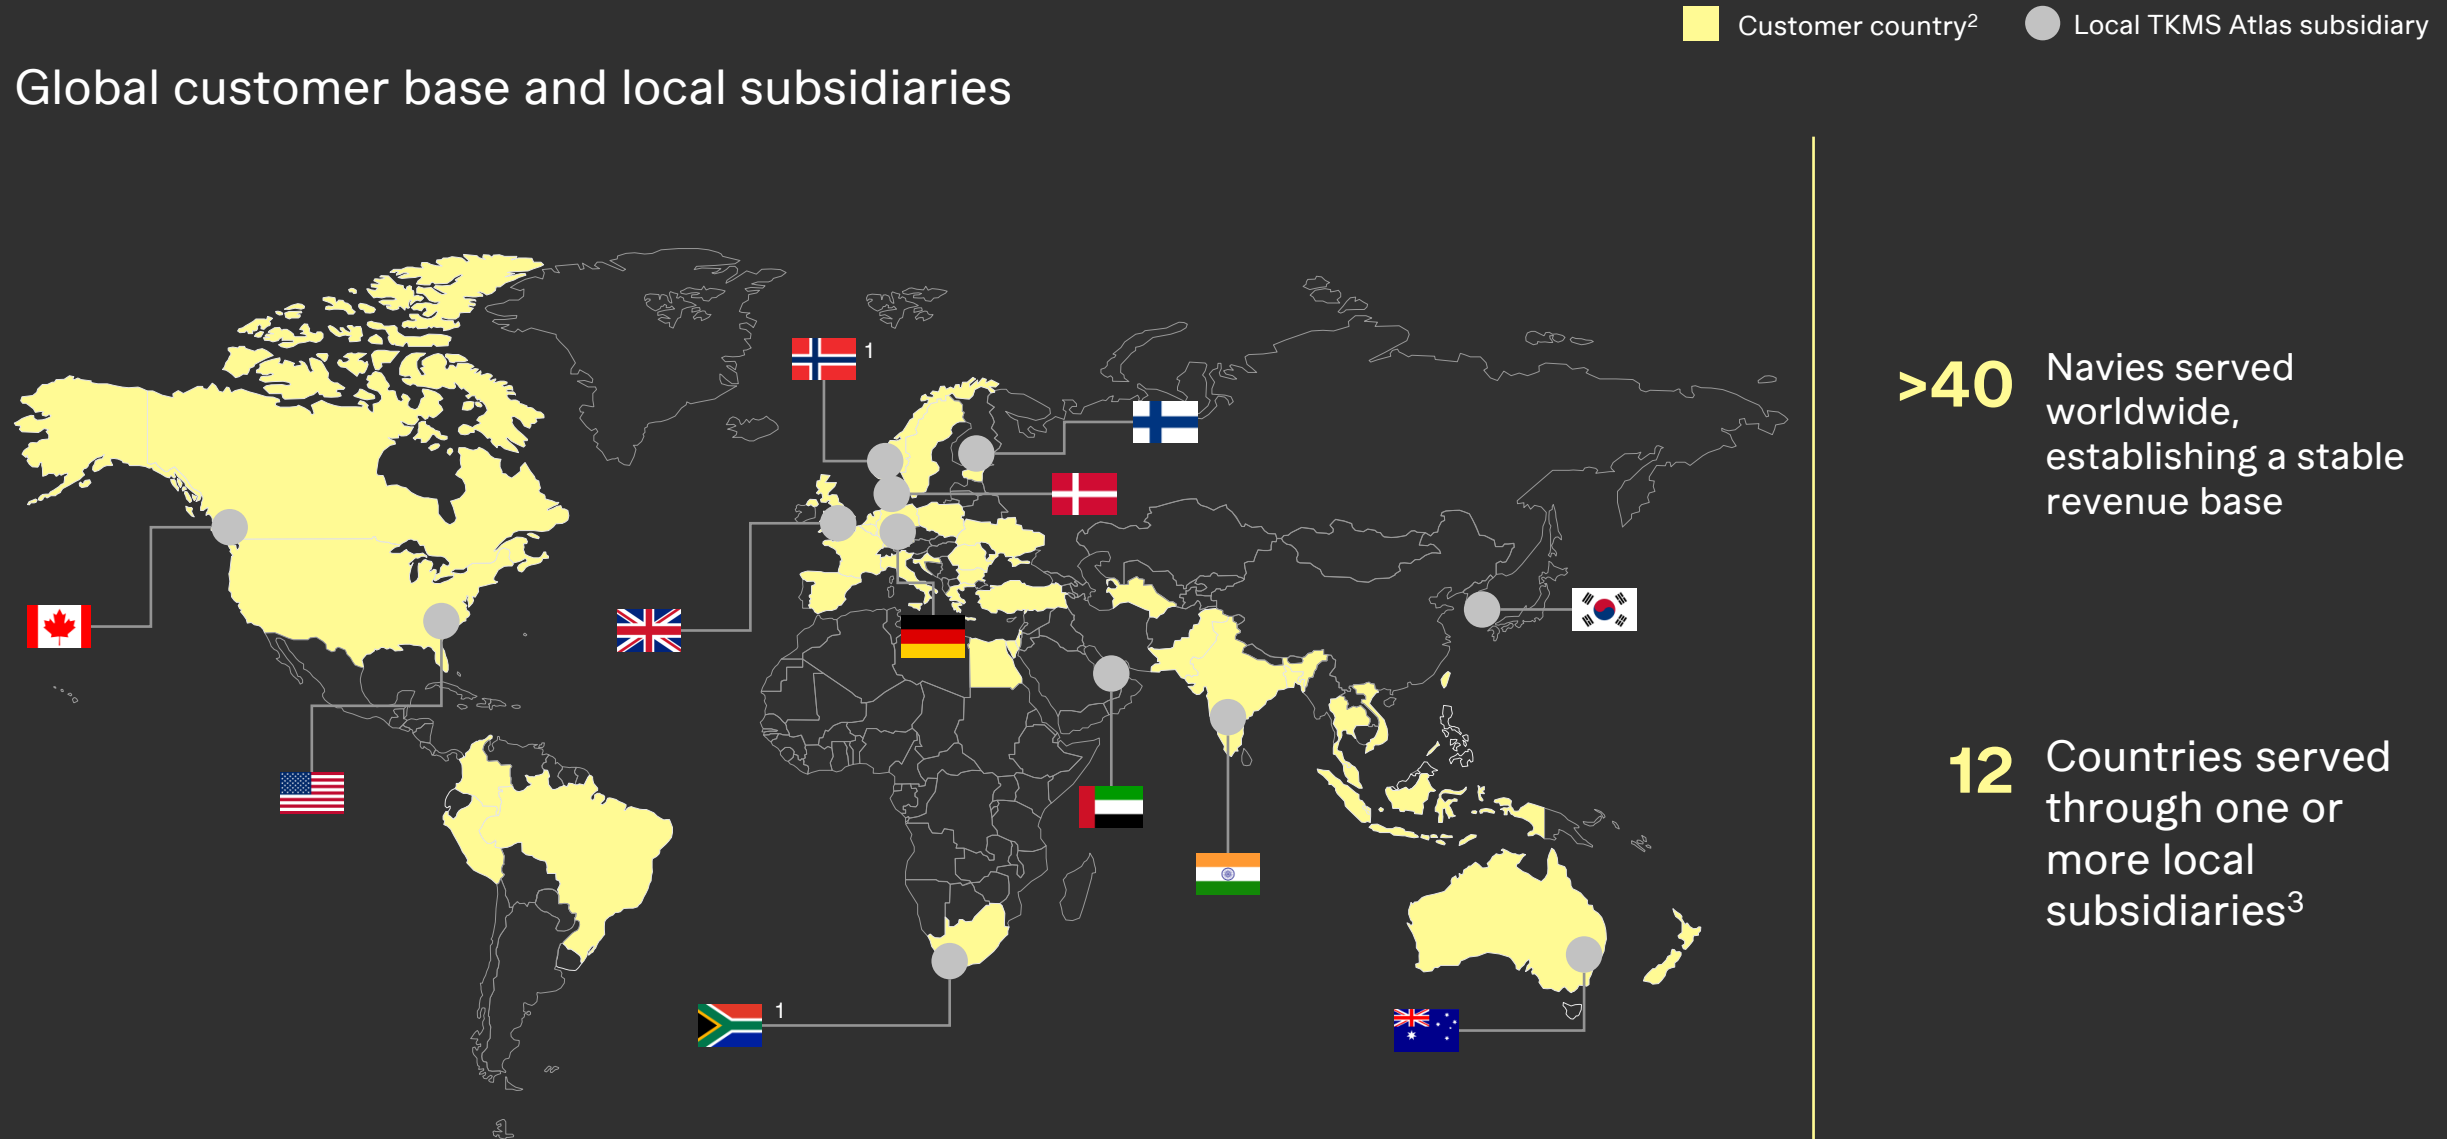 Customer country²
Local TKMS Atlas subsidiary
Global customer base and local subsidiaries
1
>40
Navies served
worldwide,
establishing a stable
revenue base
12
Countries served
through one or
more local
subsidiaries³
1